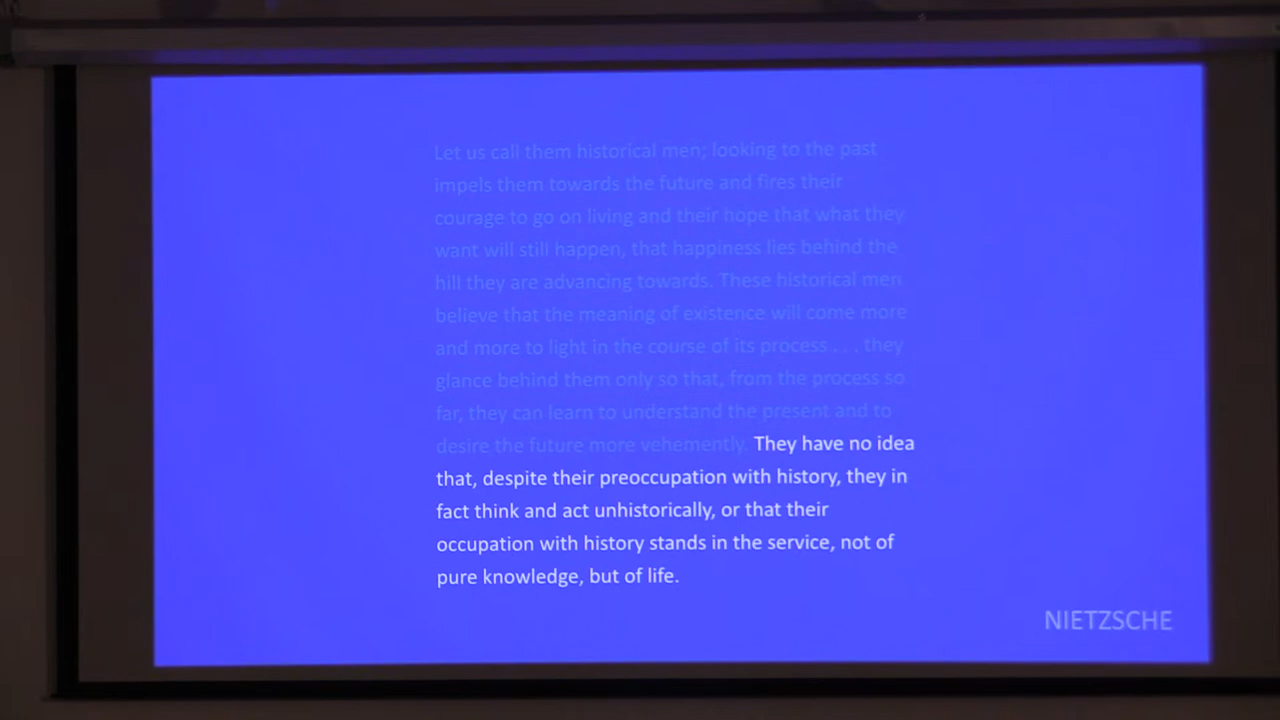 Let us call them historical men; looking to the past
impels them towards the future and fires their
courage to go on living and their hope that what they
want will still happen, that happiness lies behind the
hill they are advancing towards. These historical men
believe that the meaning of existence will come more
and more to light in the course of its process . . . they
glance behind them only so that, from the process so
far, they can learn to understand the present and to
desire the future more vehemently. They have no idea
that, despite their preoccupation with history, they in
fact think and act unhistorically, or that their
occupation with history stands in the service, not of
pure knowledge, but of life.
NIETZSCHE